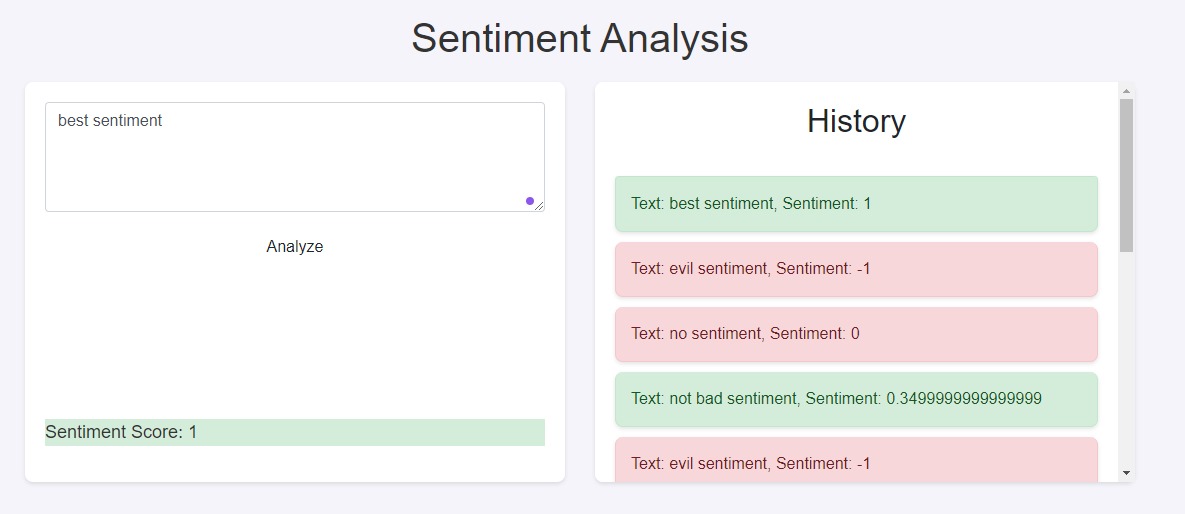 Sentiment Analysis
best sentiment
Analyze
Sentiment Score: 1
History
Text: best sentiment, Sentiment: 1
Text: evil sentiment, Sentiment: -1
Text: no sentiment, Sentiment: 0
Text: not bad sentiment, Sentiment: 0.3499999999999999
Text: evil sentiment, Sentiment: -1